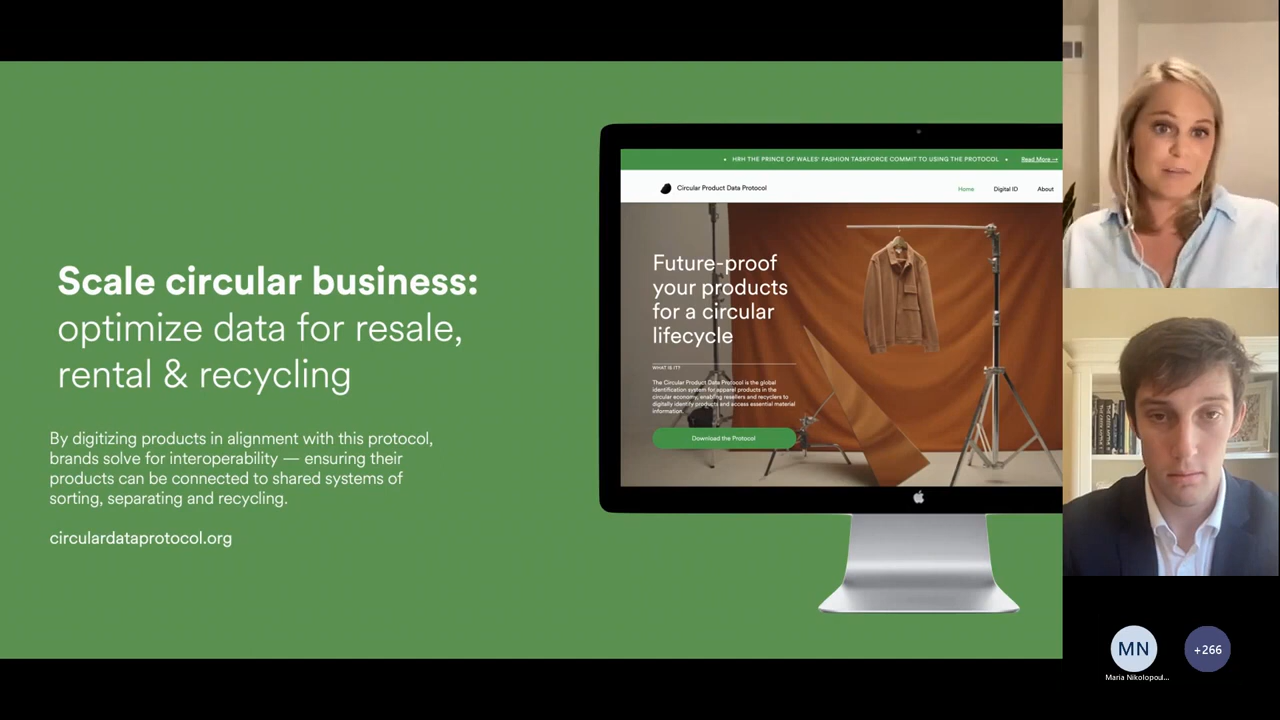 Scale circular business:
optimize data for resale,
rental & recycling
By digitizing products in alignment with this protocol,
brands solve for interoperability — ensuring their
products can be connected to shared systems of
sorting, separating and recycling.
circulardataprotocol.org
• HRH THE PRINCE OF WALES' FASHION TASKFORCE COMMIT TO USING THE PROTOCOL • Read More →
Circular Product Data Protocol
Home Digital ID About
Future-proof
your products
for a circular
lifecycle
WHAT IS IT?
The Circular Product Data Protocol is the global
identification system for apparel products in the
circular economy, enabling resellers and recyclers to
digitally identify products and access essential material
information.
Download the Protocol
MN
+266
Maria Nikolopoul...